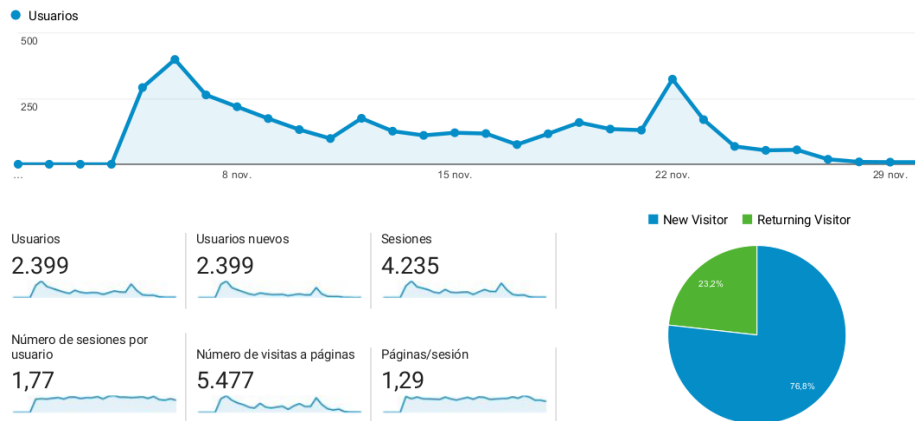 Usuarios
500
250
...
8 nov.
15 nov.
22 nov.
29 nov.
New Visitor
Returning Visitor
Usuarios
2.399
Usuarios nuevos
2.399
Sesiones
4.235
Número de sesiones por
usuario
1,77
Número de visitas a páginas
5.477
Páginas/sesión
1,29
23,2%
76,8%